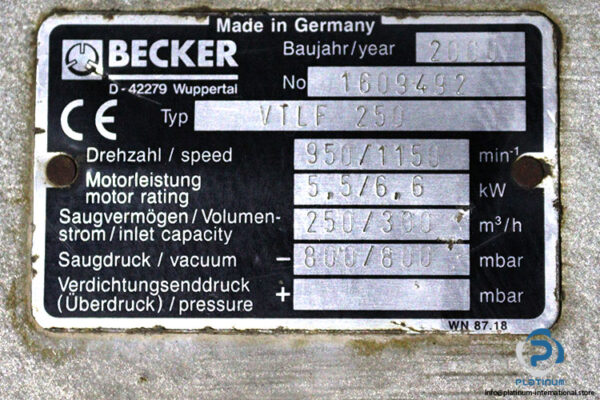 Made in Germany
BECKER
D-42279 Wuppertal
Baujahr/year 2000
No 1609492
CE
Typ VTLF 250
Drehzahl / speed 950/1150 min-1
Motorleistung
motor rating 5,5/6,6 kW
Saugvermögen/Volumen-
strom/inlet capacity 250/300 m³/h
Saugdruck / vacuum - 800/800 mbar
Verdichtungsenddruck
(Überdruck) / pressure + mbar
WN 87.18
PLATINUM
info@platinum-international.store